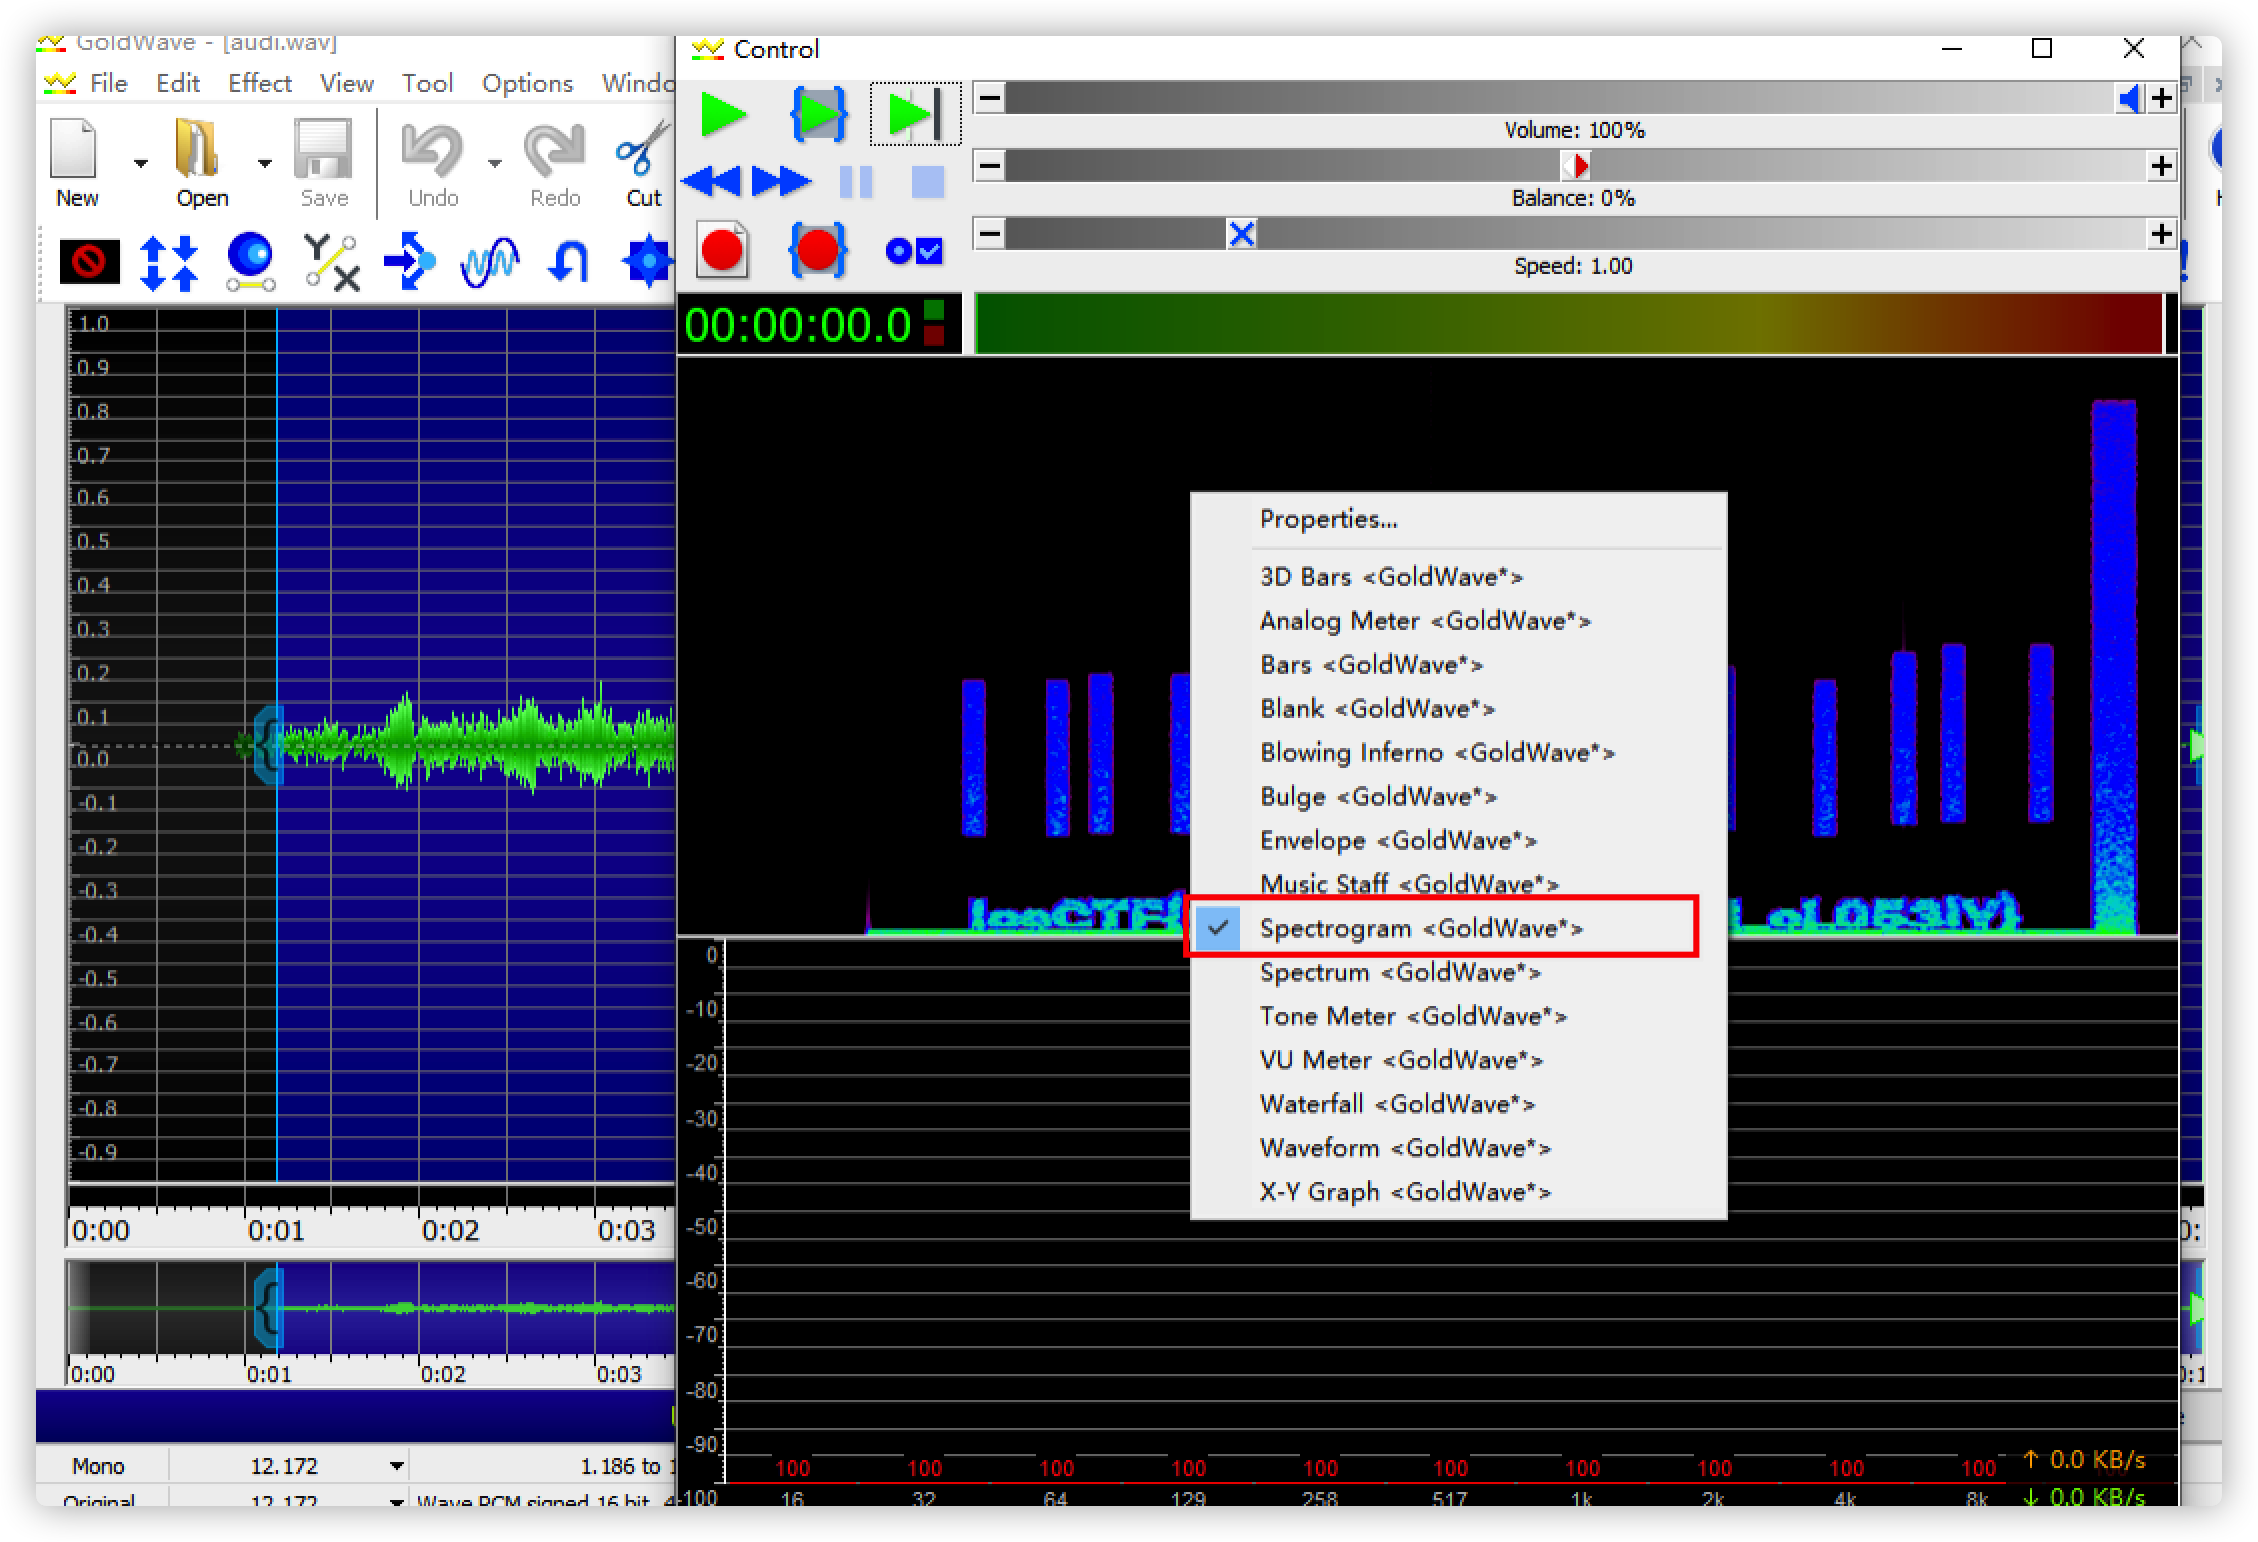 GoldWave - [audi.wav]
File Edit Effect View Tool Options Windo
New Open Save Undo Redo Cut
1.0
0.9
0.8
0.7
0.6
0.5
0.4
0.3
0.2
0.1
0.0
-0.1
-0.2
-0.3
-0.4
-0.5
-0.6
-0.7
-0.8
-0.9
0:00 0:01 0:02 0:03
0:00 0:01 0:02 0:03
Mono 12.172 1.186 to 1
Original 12.172 Wave PCM signed 16 bit, 4
Control
Volume: 100%
Balance: 0%
Speed: 1.00
00:00:00.0
Properties...
3D Bars <GoldWave*>
Analog Meter <GoldWave*>
Bars <GoldWave*>
Blank <GoldWave*>
Blowing Inferno <GoldWave*>
Bulge <GoldWave*>
Envelope <GoldWave*>
Music Staff <GoldWave*>
Spectrogram <GoldWave*>
Spectrum <GoldWave*>
Tone Meter <GoldWave*>
VU Meter <GoldWave*>
Waterfall <GoldWave*>
Waveform <GoldWave*>
X-Y Graph <GoldWave*>
0
-10
-20
-30
-40
-50
-60
-70
-80
-90
-100
100 100 100 100 100 100 100 100 100 100
16 32 64 129 258 517 1k 2k 4k 8k
↑ 0.0 KB/s
↓ 0.0 KB/s